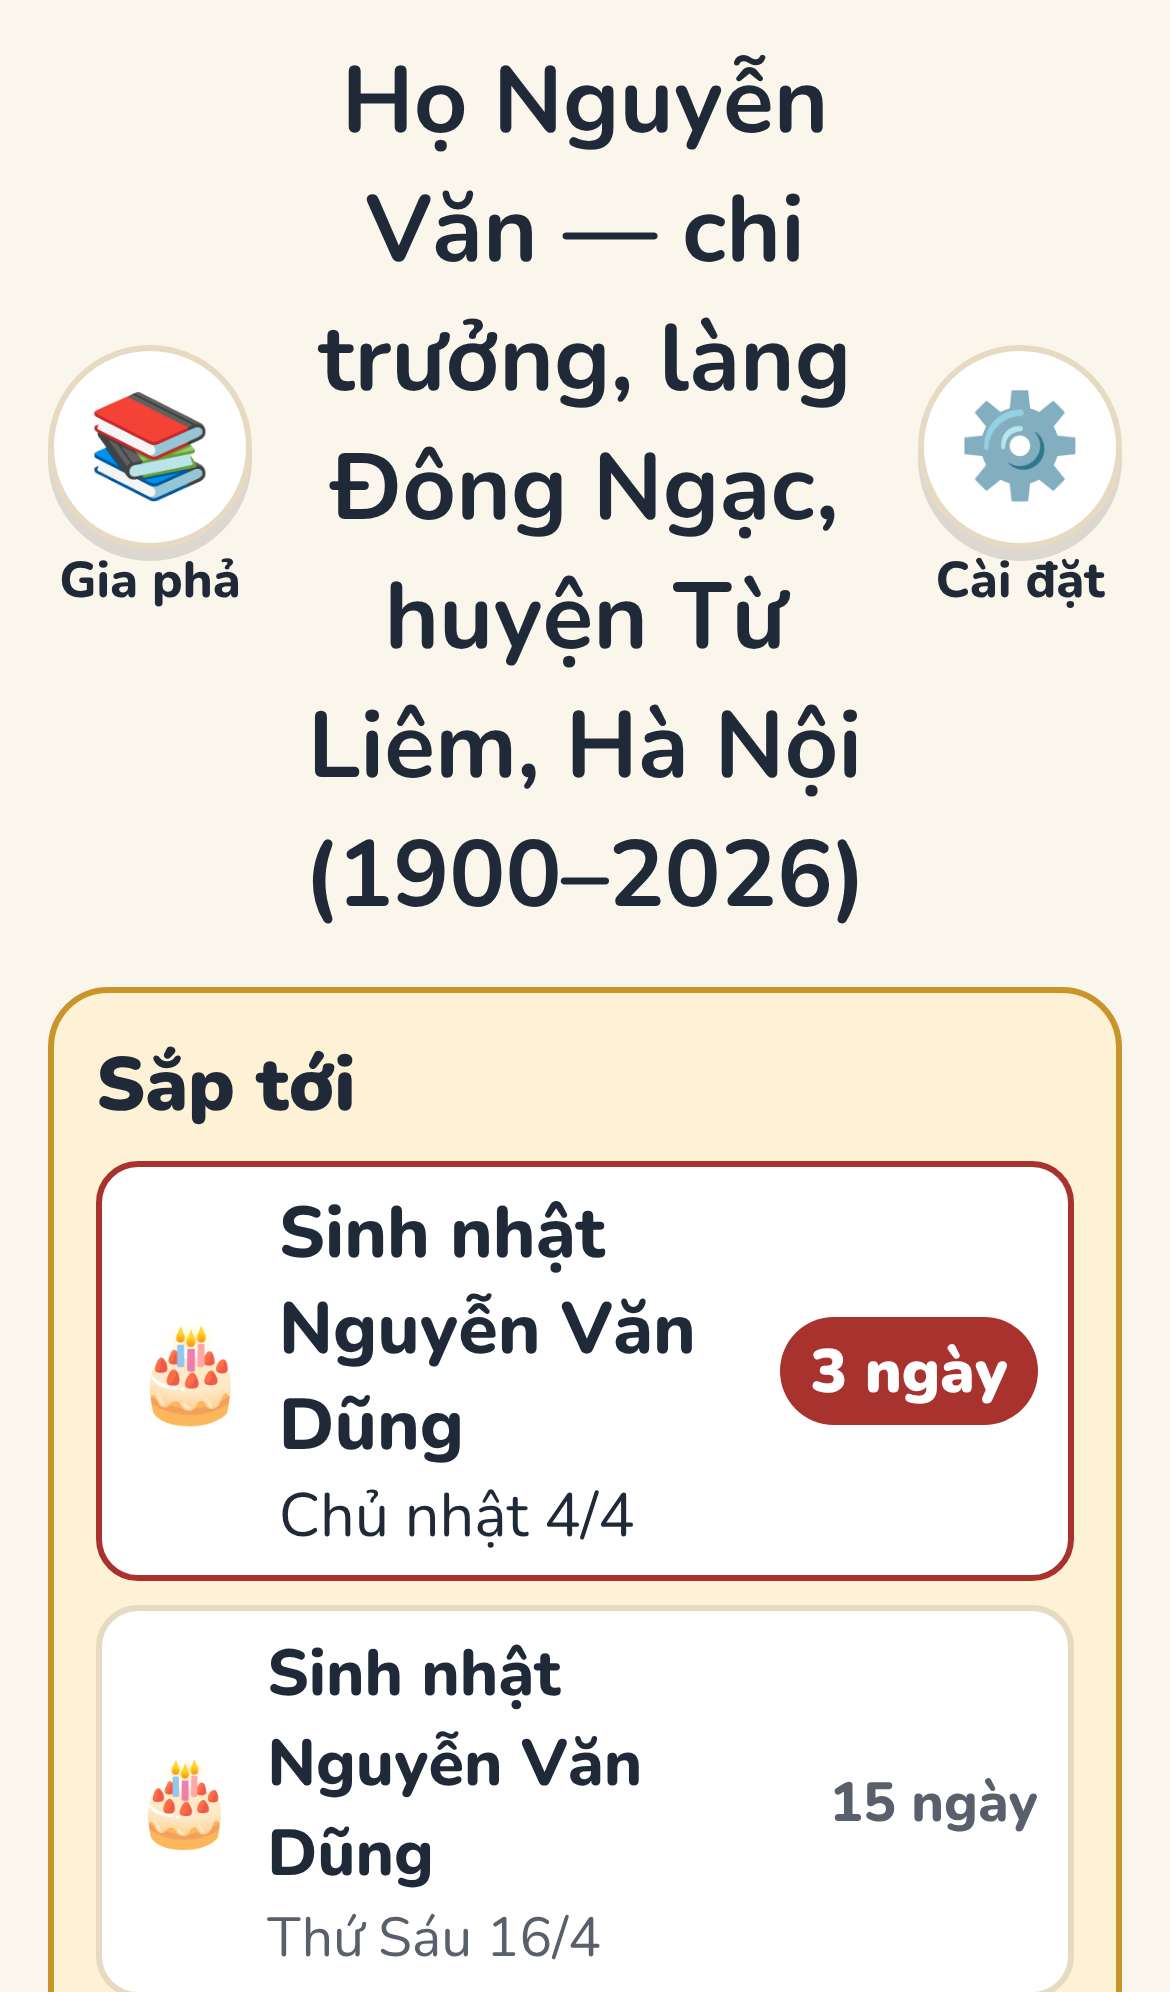 Họ Nguyễn
Văn — chi
trưởng, làng
Đông Ngạc,
huyện Từ
Liêm, Hà Nội
(1900–2026)
Gia phả
Cài đặt
Sắp tới
Sinh nhật
Nguyễn Văn
Dũng
Chủ nhật 4/4
3 ngày
Sinh nhật
Nguyễn Văn
Dũng
Thứ Sáu 16/4
15 ngày